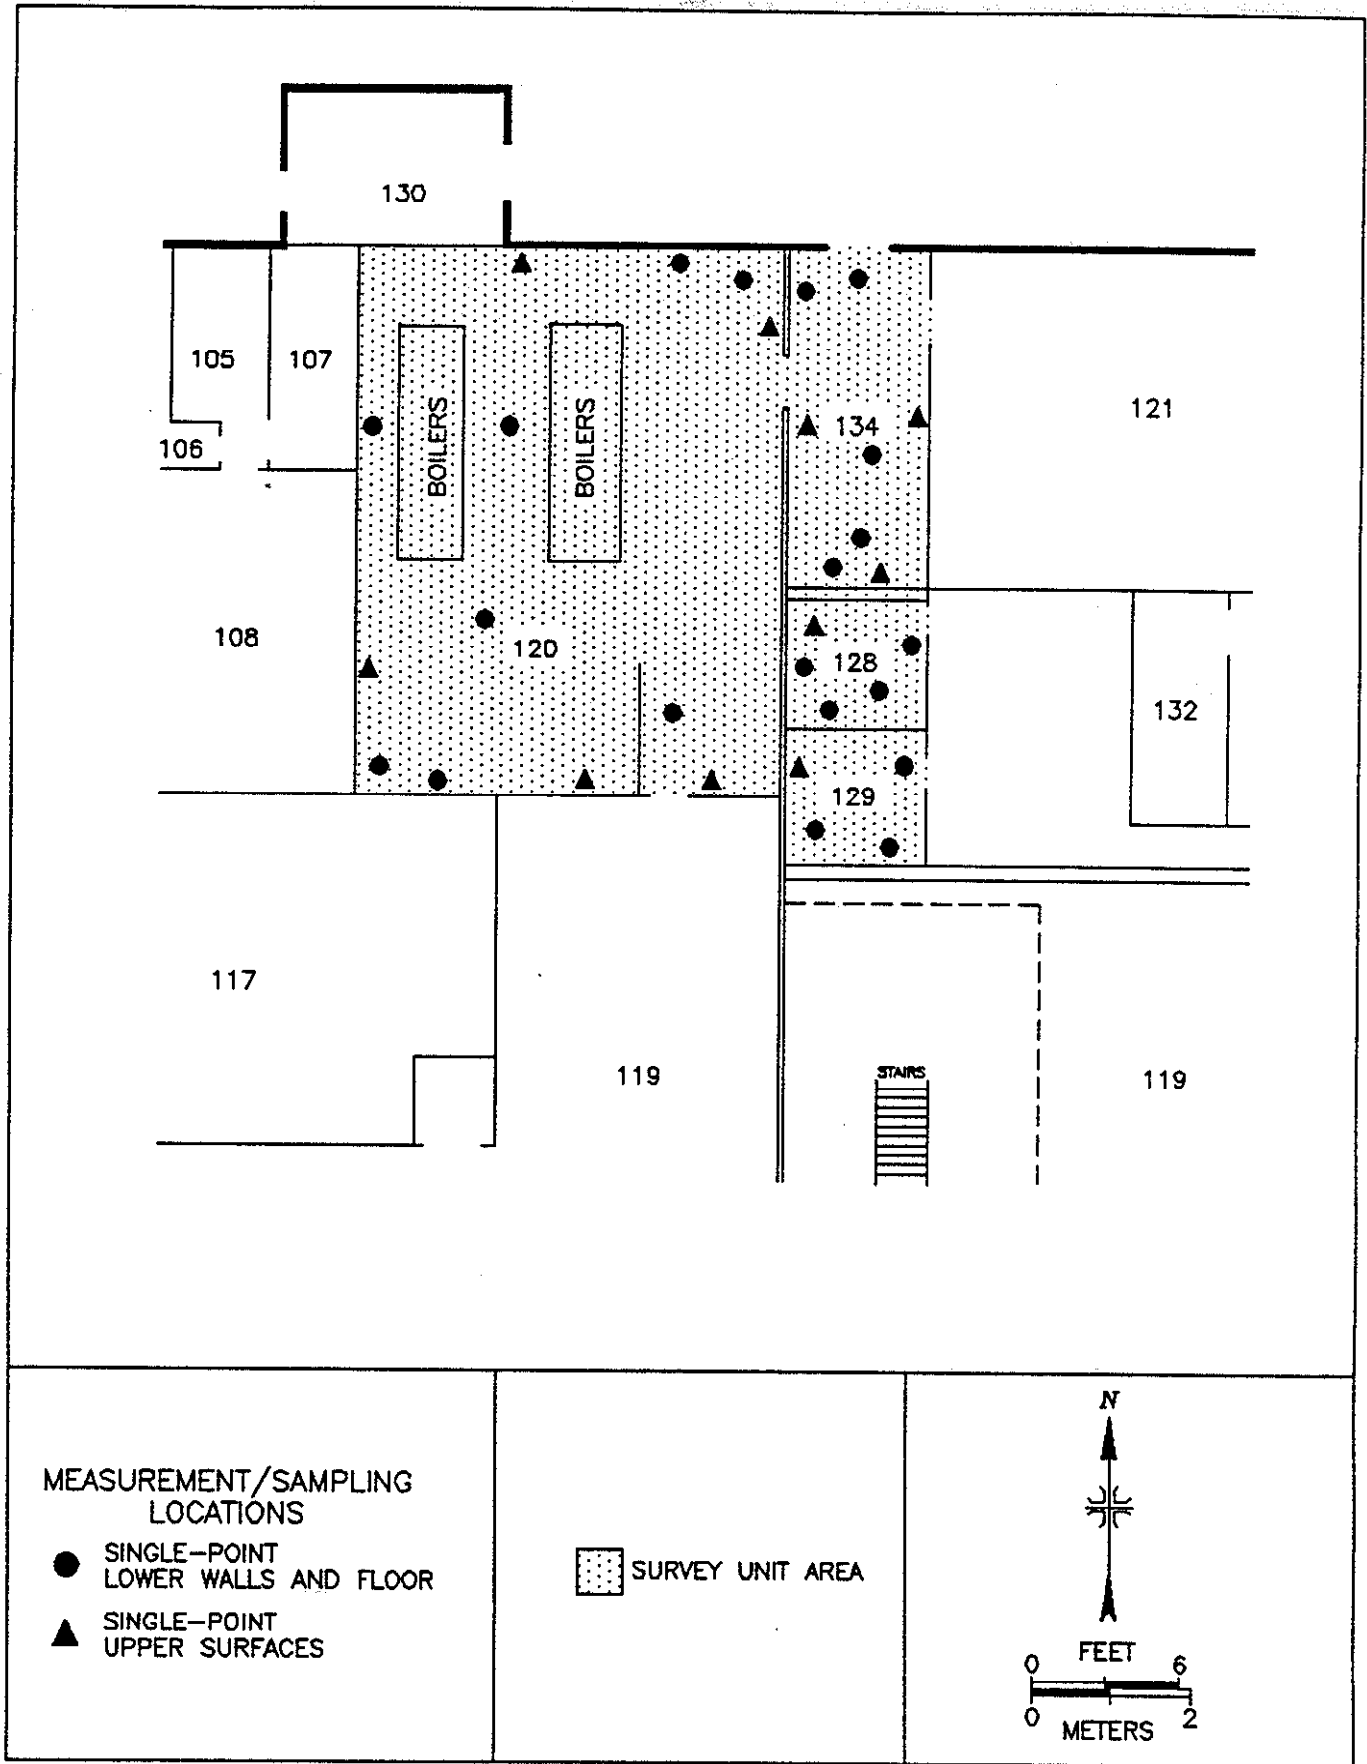 130
105
107
106
BOILERS
BOILERS
134
121
108
120
128
132
129
117
119
STAIRS
119
MEASUREMENT/SAMPLING
LOCATIONS
SINGLE-POINT
LOWER WALLS AND FLOOR
SINGLE-POINT
UPPER SURFACES
SURVEY UNIT AREA
N
FEET
0 6
0 2
METERS